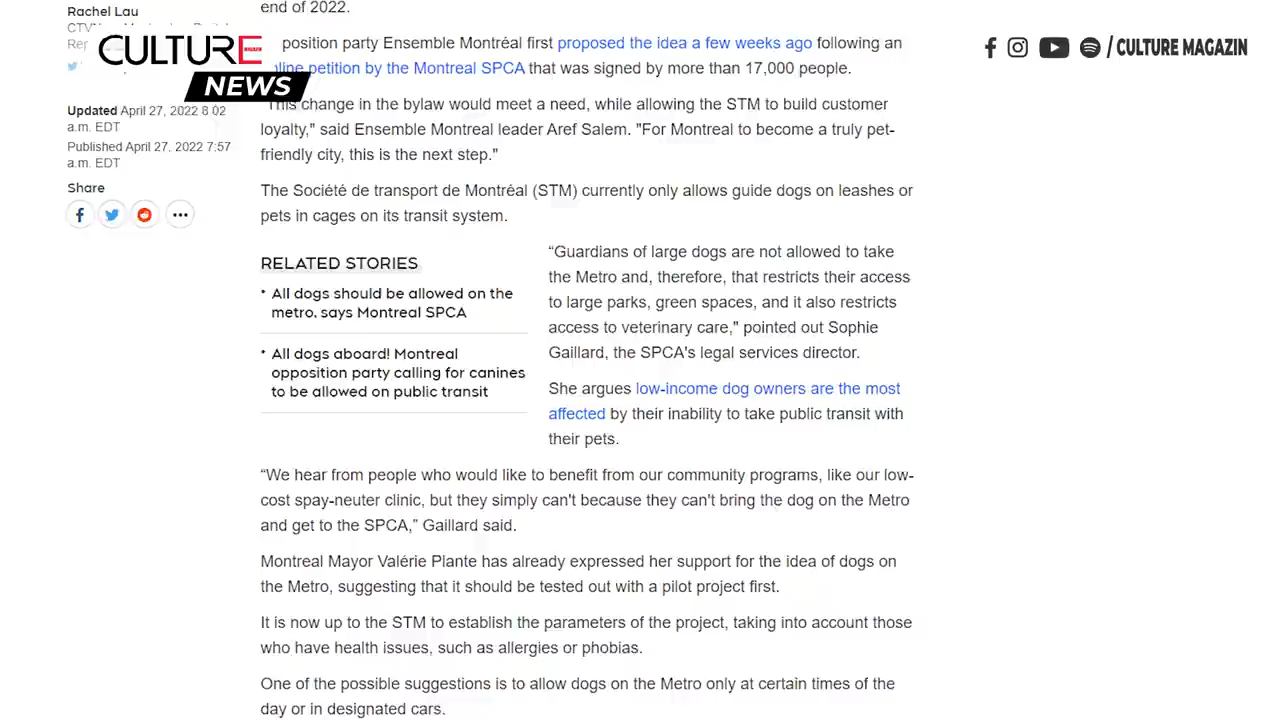 Rachel Lau
CULTURE
NEWS
/CULTURE MAGAZIN
Updated April 27, 2022 8:02
a.m. EDT
Published April 27, 2022 7:57
a.m. EDT
Share
end of 2022.
position party Ensemble Montréal first proposed the idea a few weeks ago following an
petition by the Montreal SPCA that was signed by more than 17,000 people.
"This change in the bylaw would meet a need, while allowing the STM to build customer
loyalty," said Ensemble Montreal leader Aref Salem. "For Montreal to become a truly pet-
friendly city, this is the next step."
The Société de transport de Montréal (STM) currently only allows guide dogs on leashes or
pets in cages on its transit system.
RELATED STORIES
• All dogs should be allowed on the
metro, says Montreal SPCA
• All dogs aboard! Montreal
opposition party calling for canines
to be allowed on public transit
“Guardians of large dogs are not allowed to take
the Metro and, therefore, that restricts their access
to large parks, green spaces, and it also restricts
access to veterinary care," pointed out Sophie
Gaillard, the SPCA's legal services director.
She argues low-income dog owners are the most
affected by their inability to take public transit with
their pets.
“We hear from people who would like to benefit from our community programs, like our low-
cost spay-neuter clinic, but they simply can't because they can't bring the dog on the Metro
and get to the SPCA,” Gaillard said.
Montreal Mayor Valérie Plante has already expressed her support for the idea of dogs on
the Metro, suggesting that it should be tested out with a pilot project first.
It is now up to the STM to establish the parameters of the project, taking into account those
who have health issues, such as allergies or phobias.
One of the possible suggestions is to allow dogs on the Metro only at certain times of the
day or in designated cars.